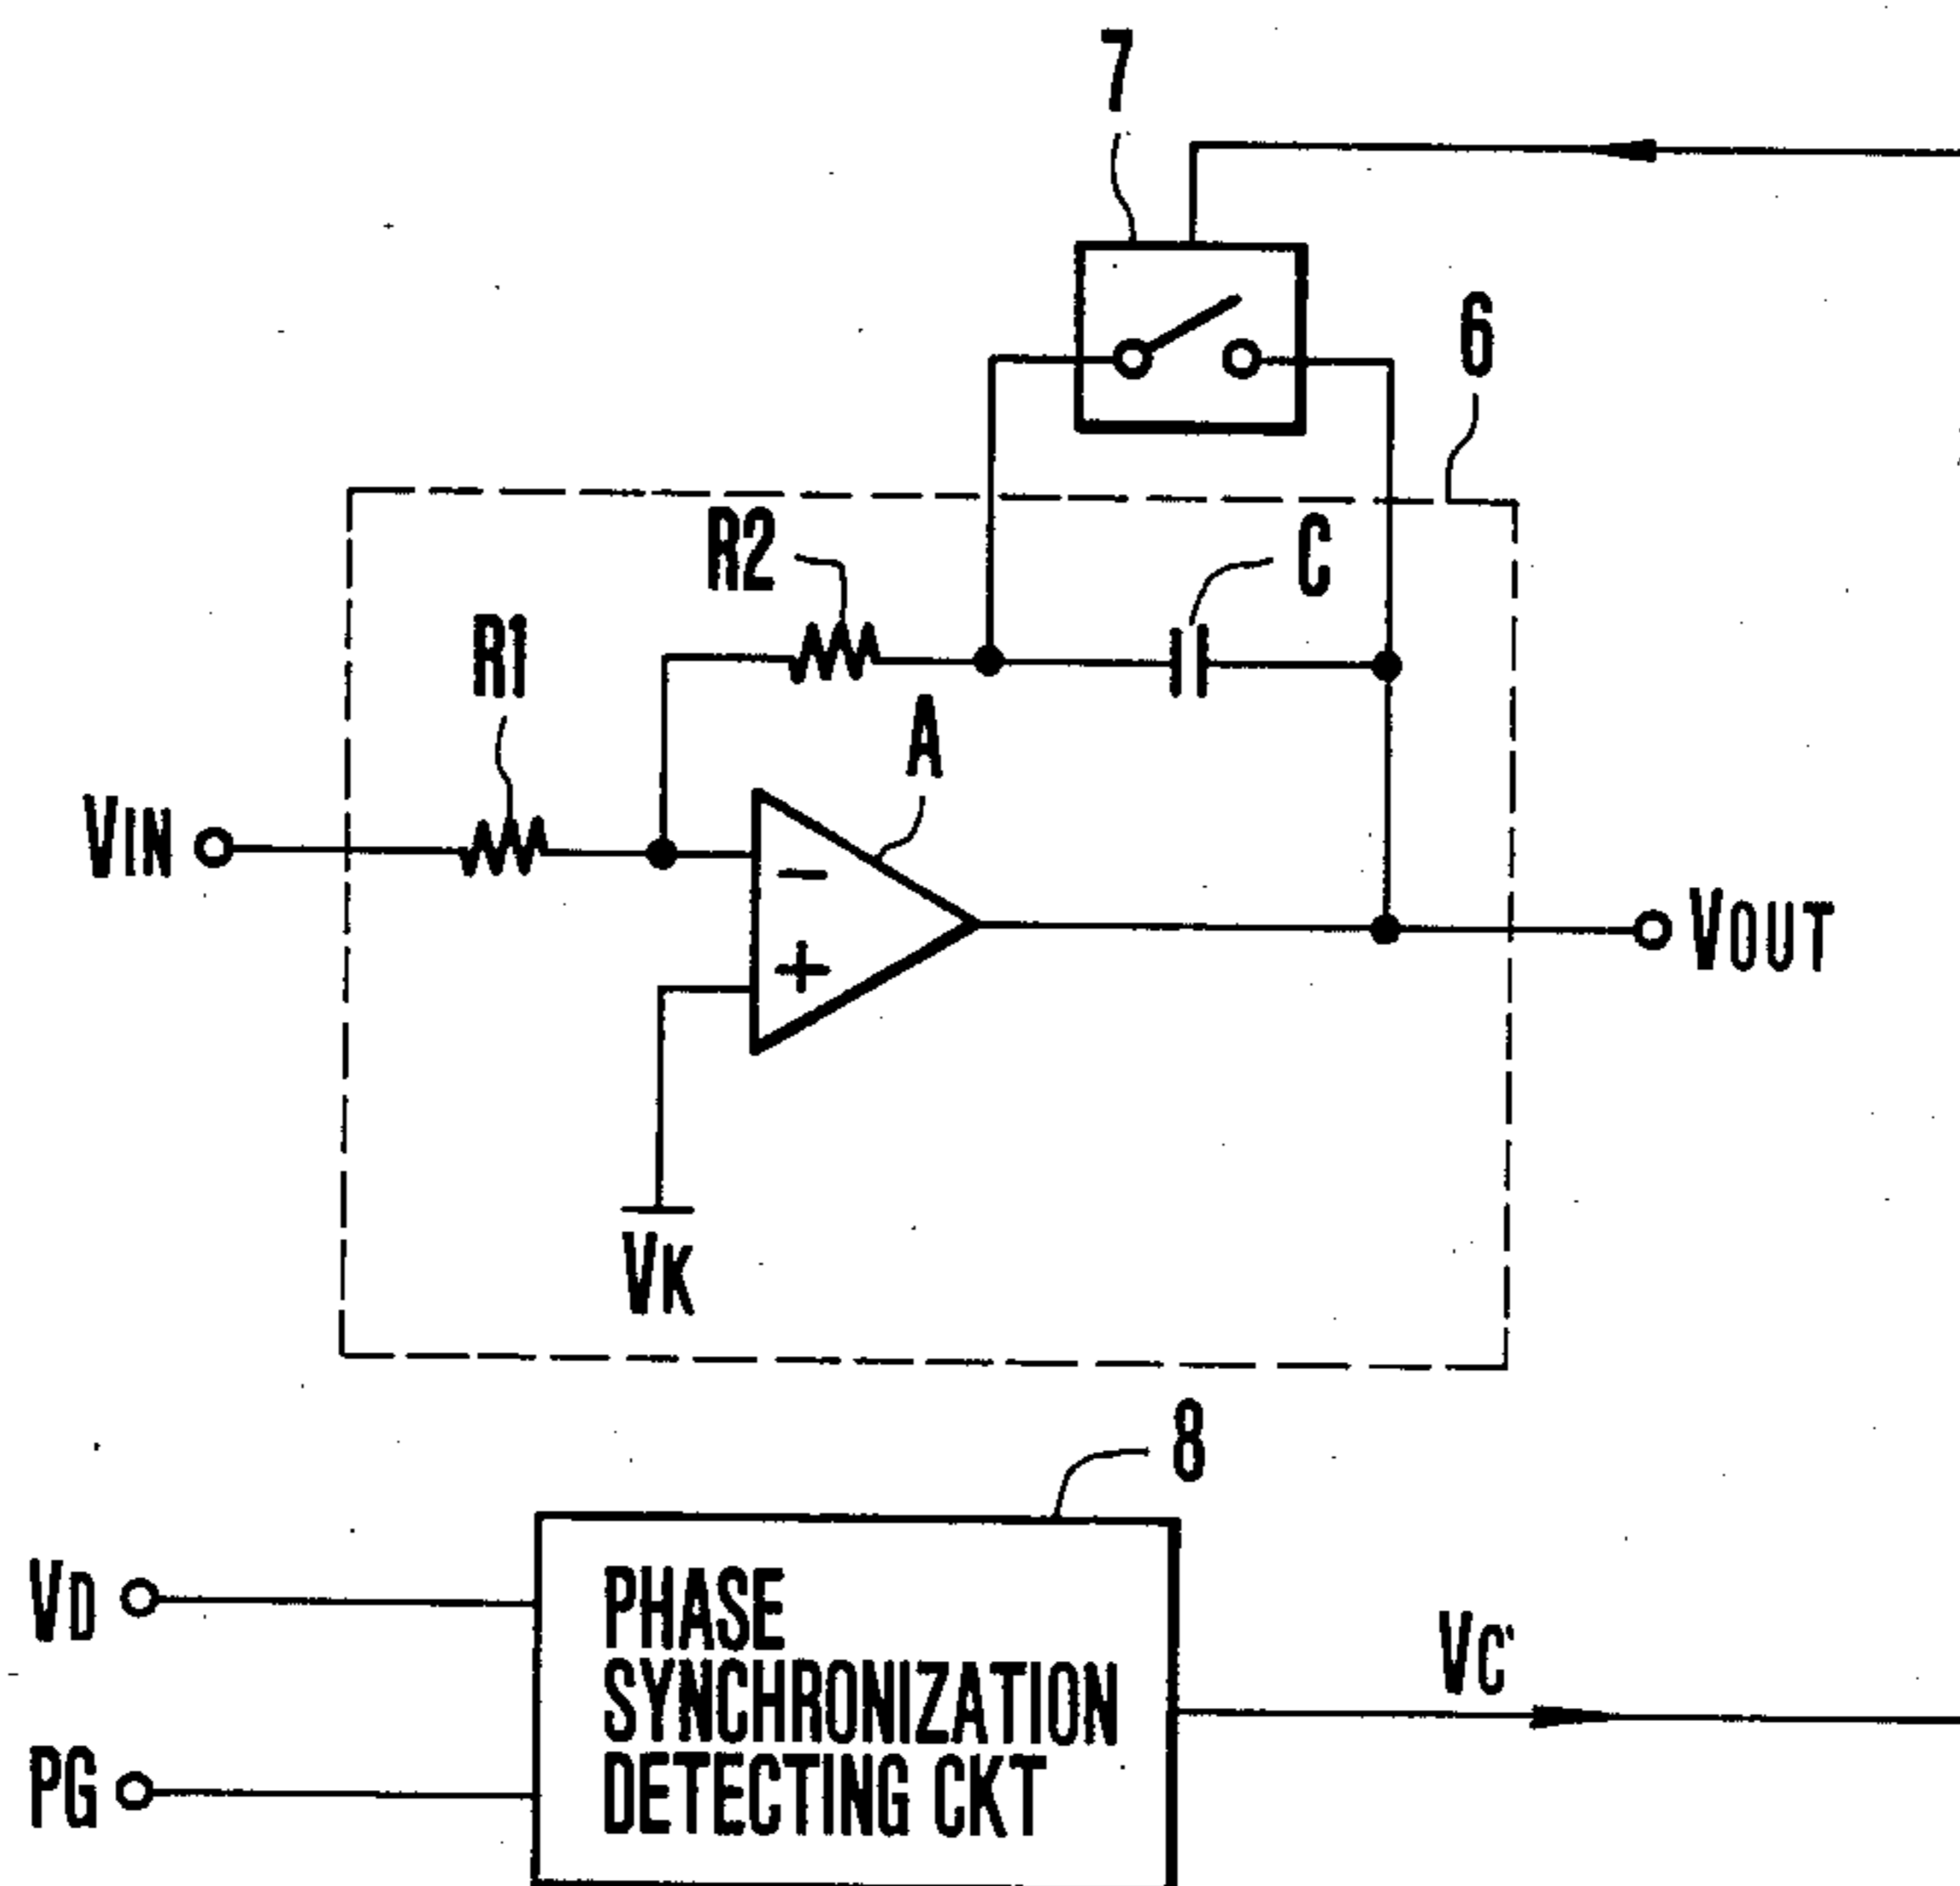 7
6
R2
C
R1
A
VIN
-
+
VOUT
VK
8
VD
PHASE
SYNCHRONIZATION
DETECTING CKT
VC'
PG